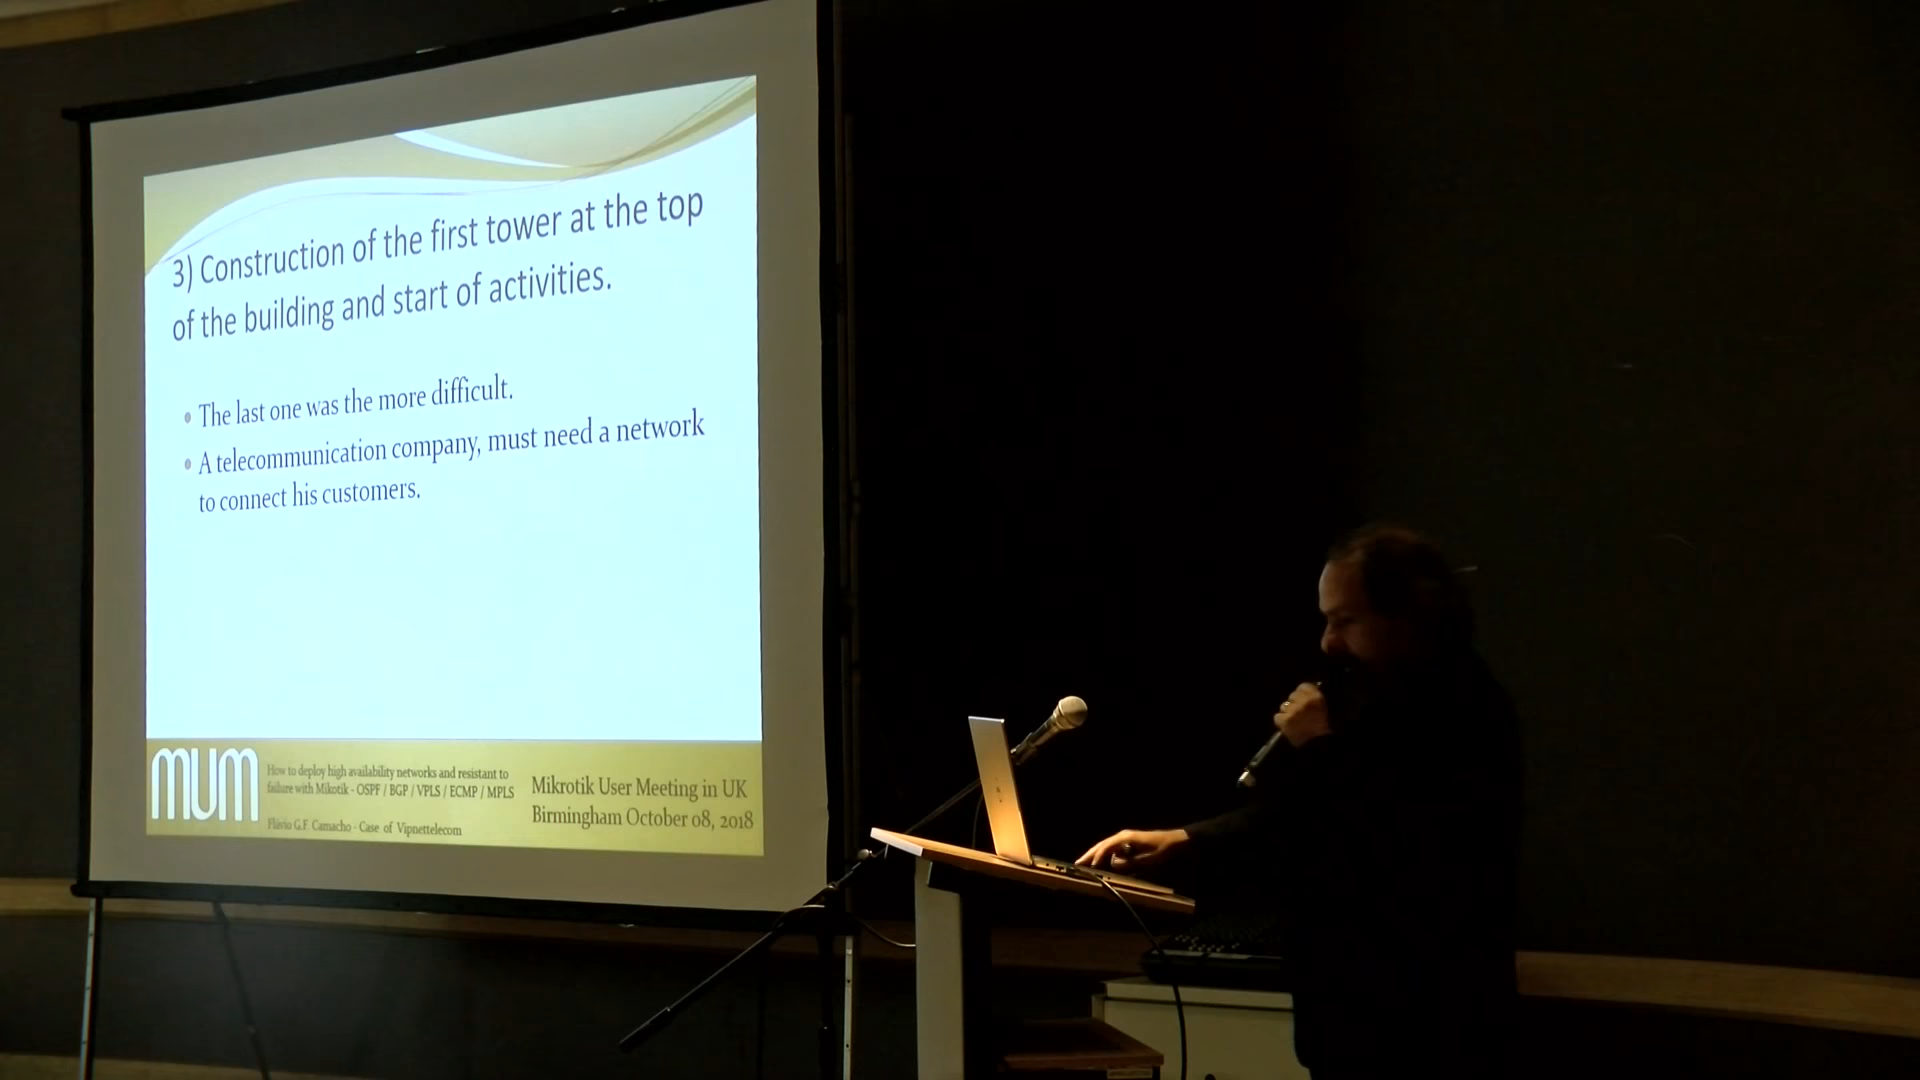 3) Construction of the first tower at the top
of the building and start of activities.
• The last one was the more difficult.
• A telecommunication company, must need a network
to connect his customers.
mum
How to deploy high availability networks and resistant to
failure with Mikotik - OSPF / BGP / VPLS / ECMP / MPLS
Flávio G.F. Camacho - Case of Vipnettelecom
Mikrotik User Meeting in UK
Birmingham October 08, 2018